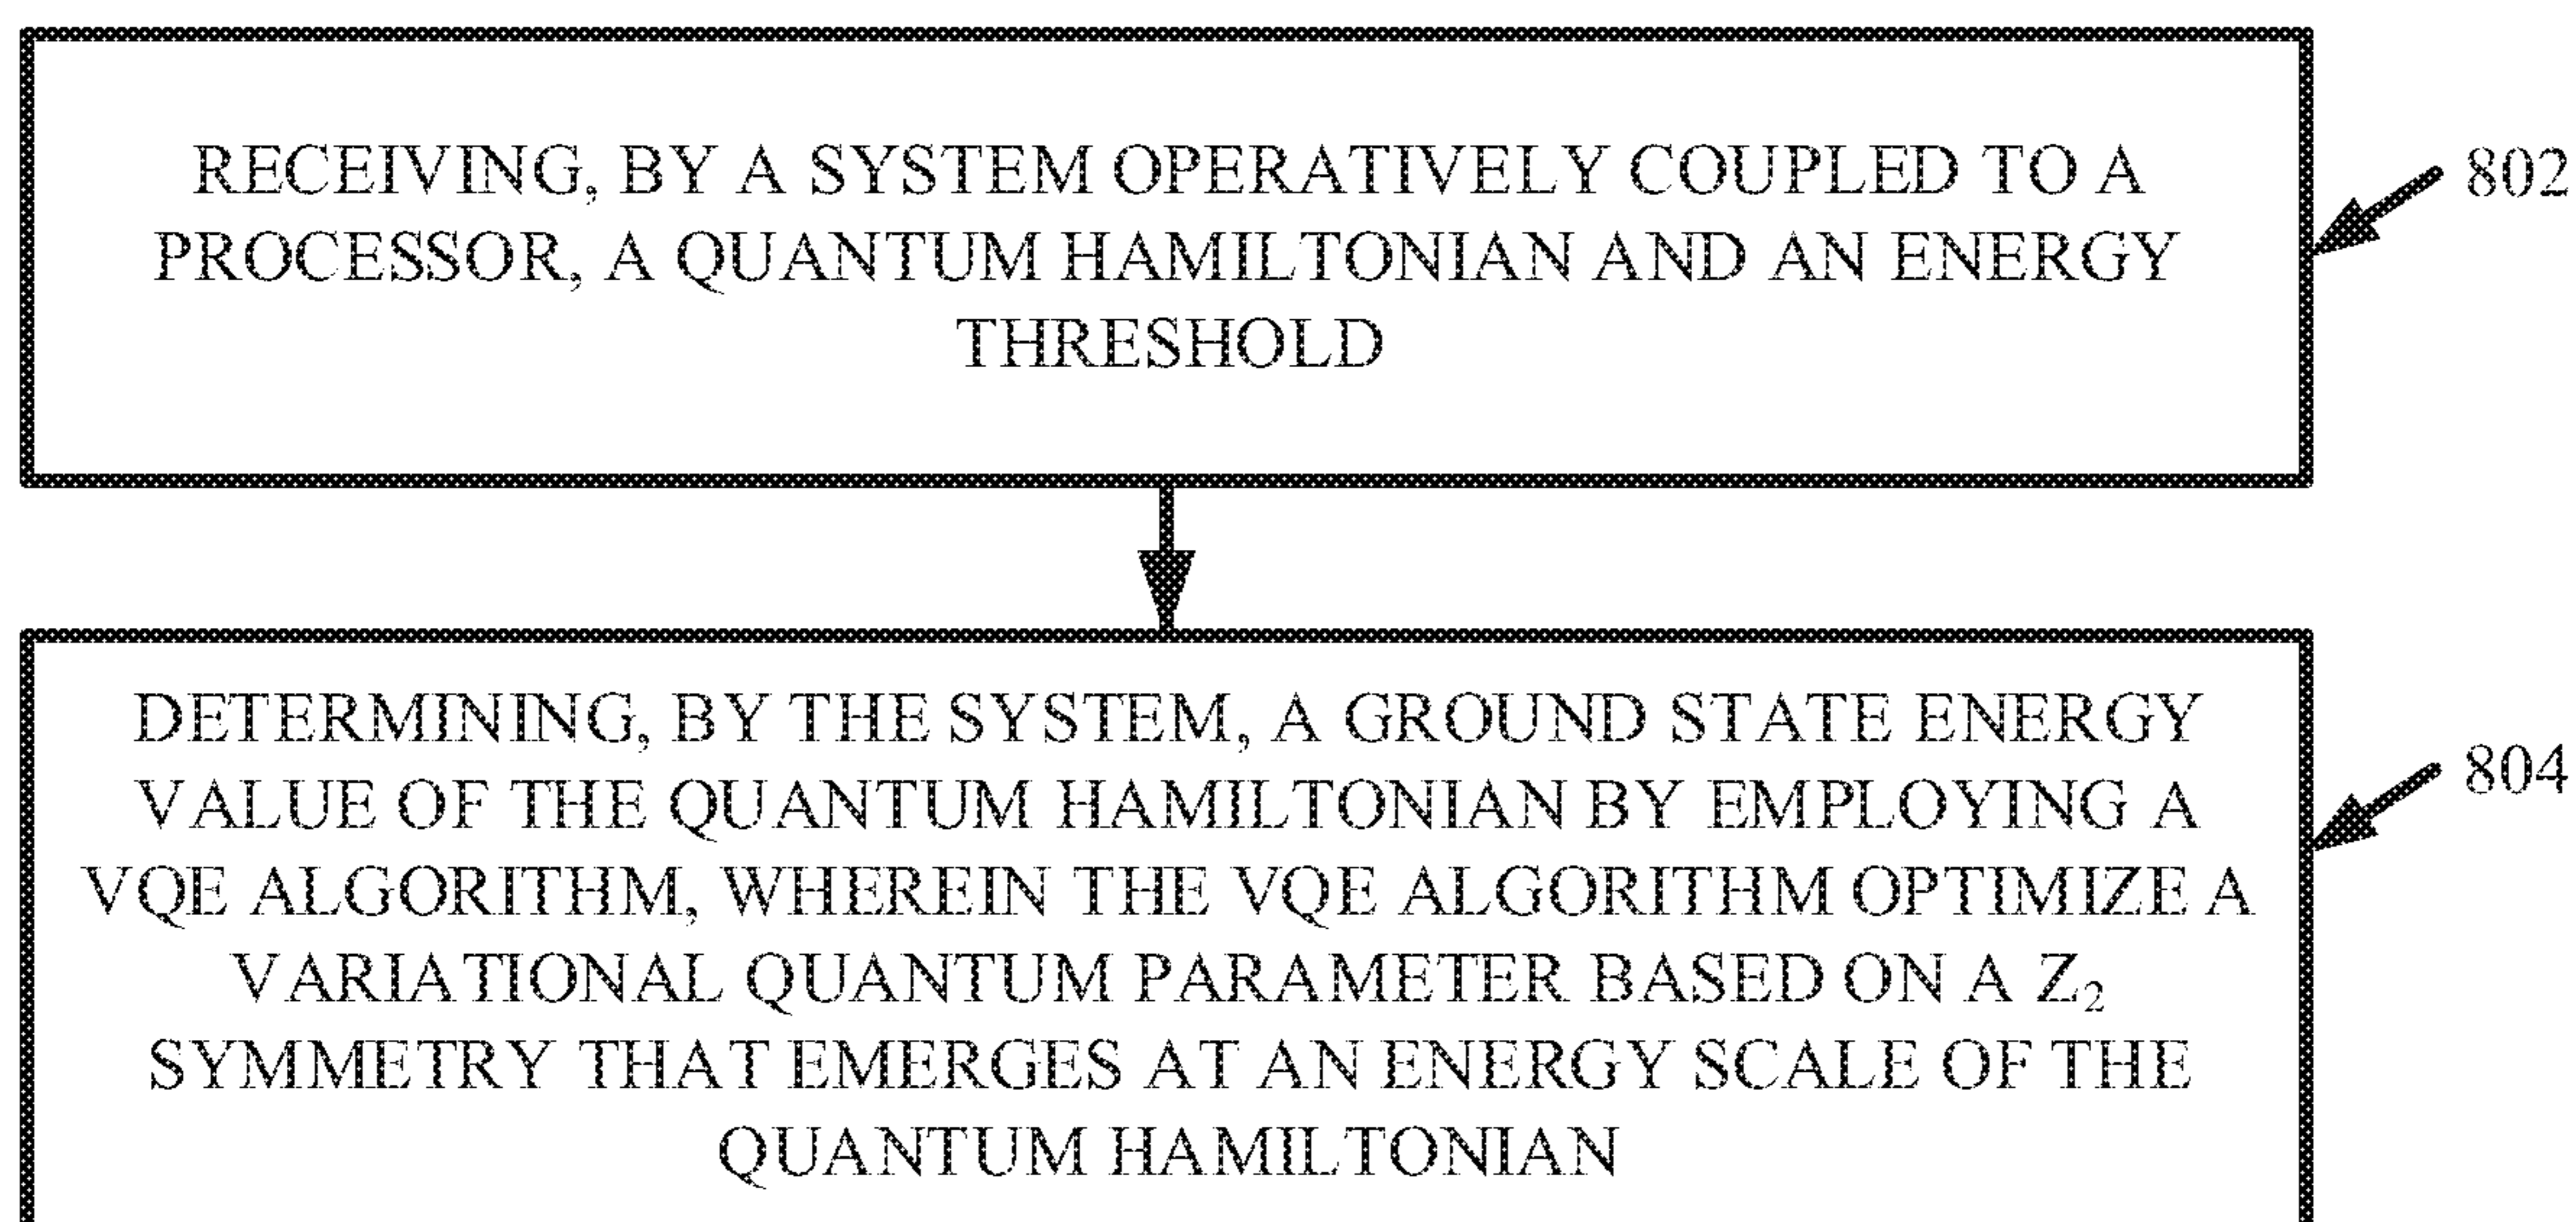 RECEIVING, BY A SYSTEM OPERATIVELY COUPLED TO A
PROCESSOR, A QUANTUM HAMILTONIAN AND AN ENERGY
THRESHOLD
802
DETERMINING, BY THE SYSTEM, A GROUND STATE ENERGY
VALUE OF THE QUANTUM HAMILTONIAN BY EMPLOYING A
VQE ALGORITHM, WHEREIN THE VQE ALGORITHM OPTIMIZE A
VARIATIONAL QUANTUM PARAMETER BASED ON A Z₂
SYMMETRY THAT EMERGES AT AN ENERGY SCALE OF THE
QUANTUM HAMILTONIAN
804